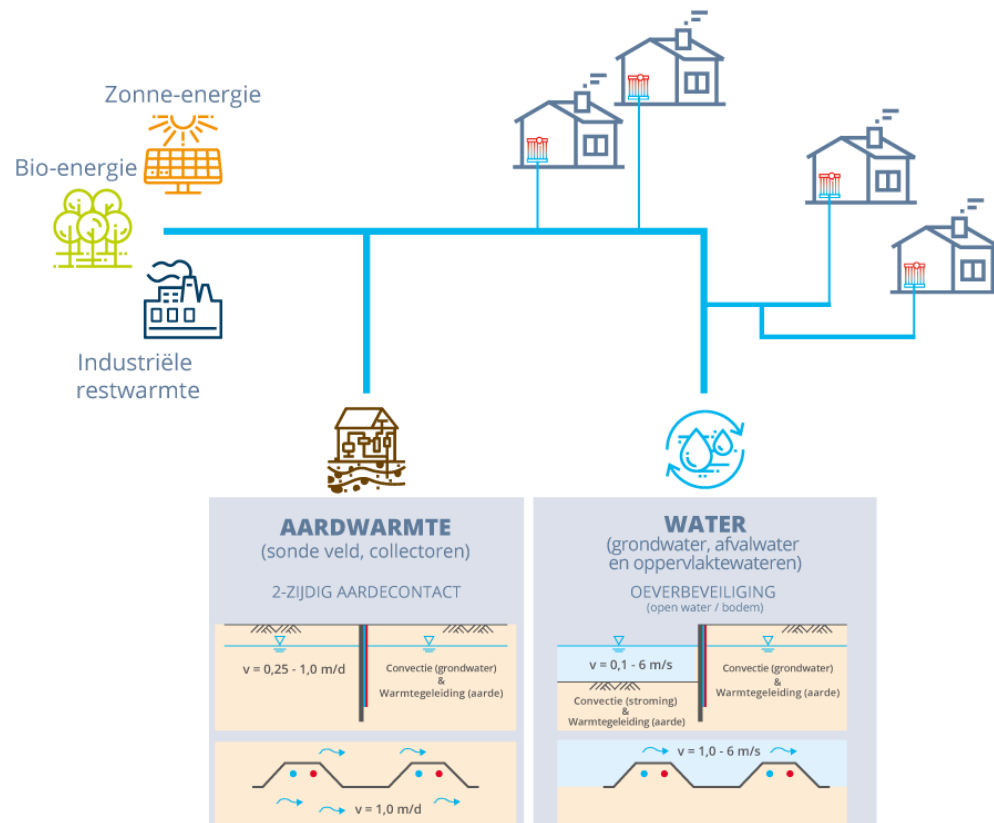 Zonne-energie
Bio-energie
Industriële
restwarmte
AARDWARMTE
(sonde veld, collectoren)
2-ZIJDIG AARDECONTACT
v = 0,25 - 1,0 m/d
Convectie (grondwater)
&
Warmtegeleiding (aarde)
v = 1,0 m/d
WATER
(grondwater, afvalwater
en oppervlaktewateren)
OEVERBEVEILIGING
(open water / bodem)
v = 0,1 - 6 m/s
Convectie (stroming)
&
Warmtegeleiding (aarde)
Convectie (grondwater)
&
Warmtegeleiding (aarde)
v = 1,0 - 6 m/s